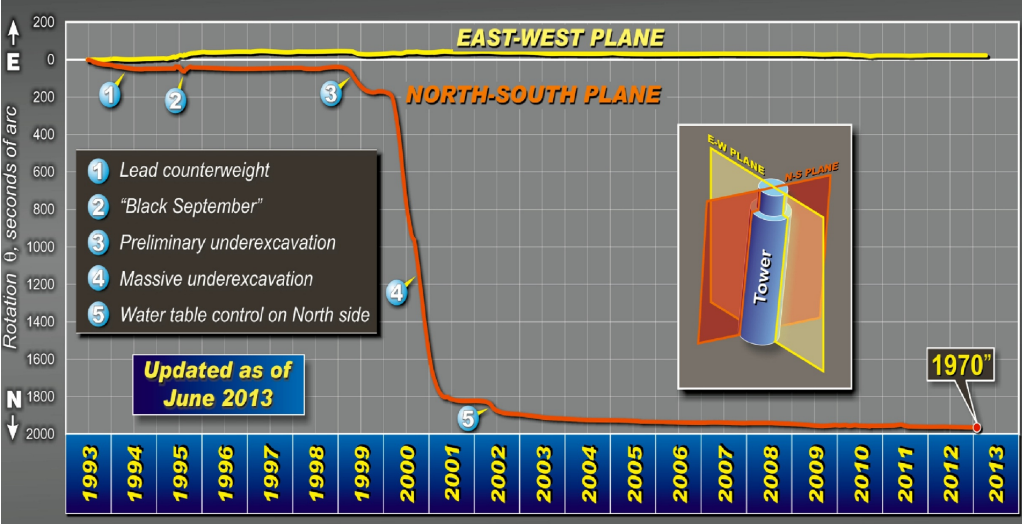 200
E
0
200
400
600
800
1000
1200
1400
1600
N
1800
2000
Rotation θ, seconds of arc
EAST-WEST PLANE
NORTH-SOUTH PLANE
1
2
3
4
5
1 Lead counterweight
2 “Black September”
3 Preliminary underexcavation
4 Massive underexcavation
5 Water table control on North side
Updated as of
June 2013
E-W PLANE
N-S PLANE
Tower
1970”
1993 1994 1995 1996 1997 1998 1999 2000 2001 2002 2003 2004 2005 2006 2007 2008 2009 2010 2011 2012 2013